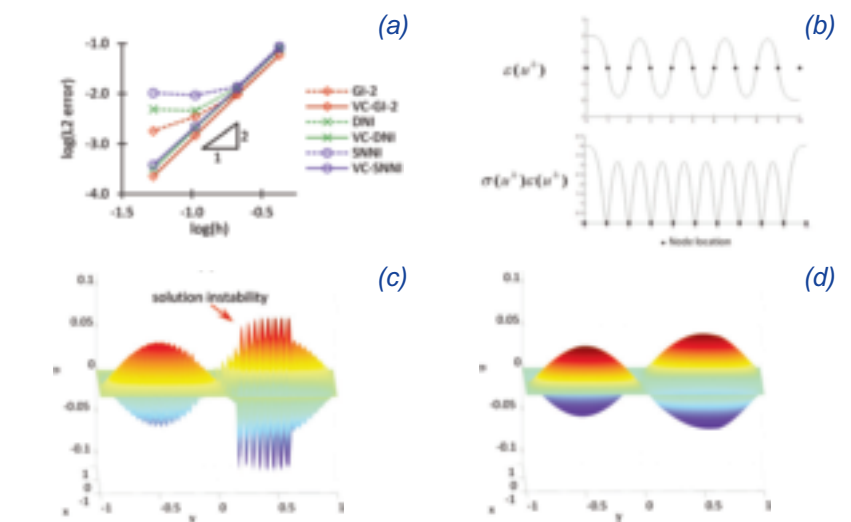 (a)
-1.0
-2.0
-3.0
-4.0
-1.5
-1.0
-0.5
log(L2 error)
log(h)
1
2
GI-2
VC-GI-2
DNI
VC-DNI
SNNI
VC-SNNI
(b)
ε(u⁺)
σ(u⁺)ε(u⁺)
Node location
(c)
solution instability
0.1
0.05
0
-0.05
-0.1
1
0
-1
x
-1
-0.5
0
0.5
1
y
(d)
0.1
0.05
0
-0.05
-0.1
1
0
-1
x
-1
-0.5
0
0.5
1
y